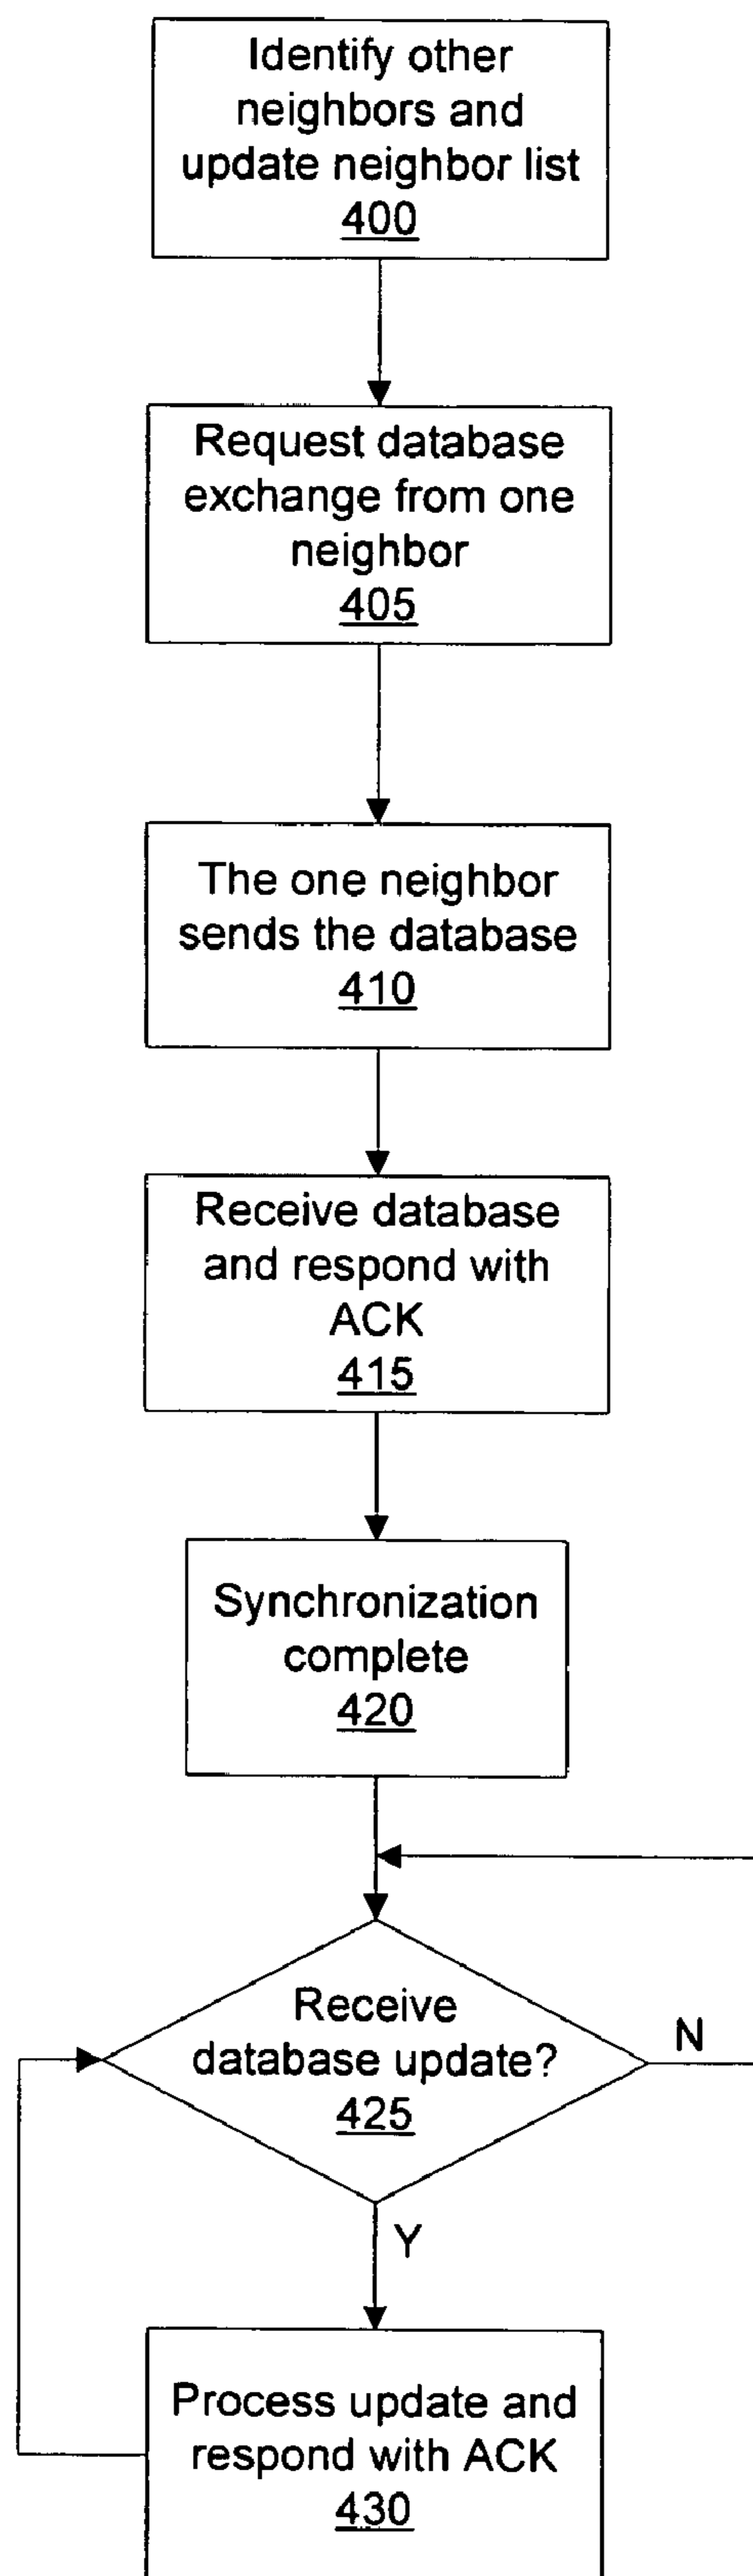 Identify other
neighbors and
update neighbor list
400
Request database
exchange from one
neighbor
405
The one neighbor
sends the database
410
Receive database
and respond with
ACK
415
Synchronization
complete
420
Receive
database update?
425
N
Y
Process update and
respond with ACK
430